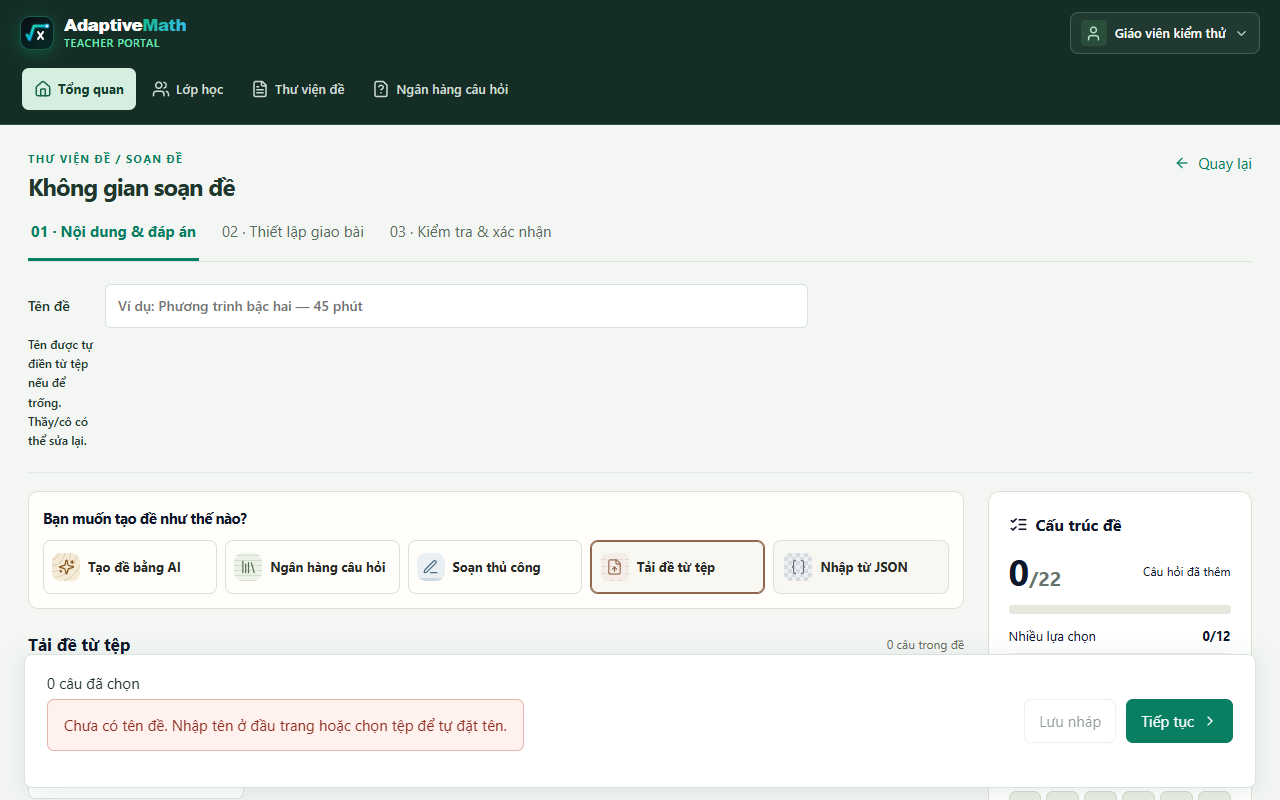 AdaptiveMath
TEACHER PORTAL
Giáo viên kiểm thử
Tổng quan
Lớp học
Thư viện đề
Ngân hàng câu hỏi
THƯ VIỆN ĐỀ / SOẠN ĐỀ
Quay lại
Không gian soạn đề
01 · Nội dung & đáp án
02 · Thiết lập giao bài
03 · Kiểm tra & xác nhận
Tên đề
Ví dụ: Phương trình bậc hai — 45 phút
Tên được tự
điền từ tệp
nếu để
trống.
Thầy/cô có
thể sửa lại.
Bạn muốn tạo đề như thế nào?
Tạo đề bằng AI
Ngân hàng câu hỏi
Soạn thủ công
Tải đề từ tệp
Nhập từ JSON
Cấu trúc đề
0/22
Câu hỏi đã thêm
Nhiều lựa chọn
0/12
Tải đề từ tệp
0 câu trong đề
0 câu đã chọn
Chưa có tên đề. Nhập tên ở đầu trang hoặc chọn tệp để tự đặt tên.
Lưu nháp
Tiếp tục